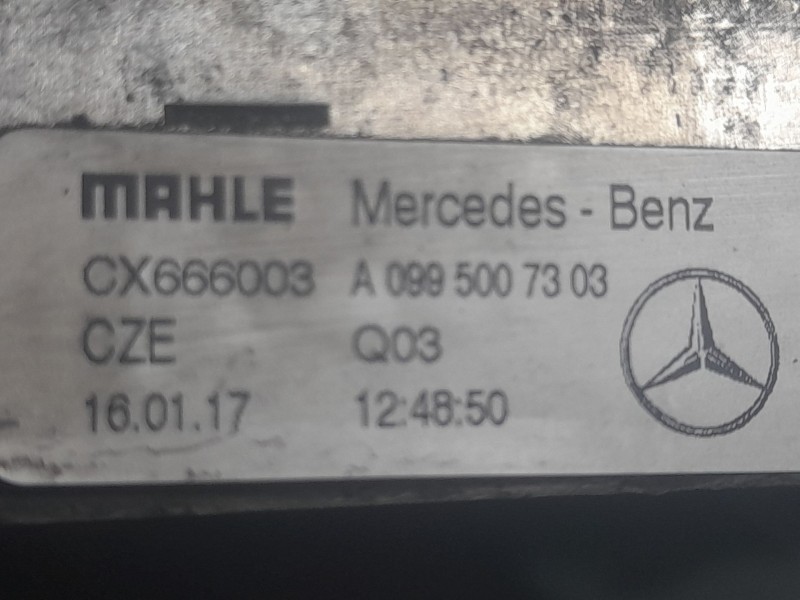 MAHLE Mercedes - Benz
CX666003 A 099 500 73 03
CZE Q03
16.01.17 12:48:50